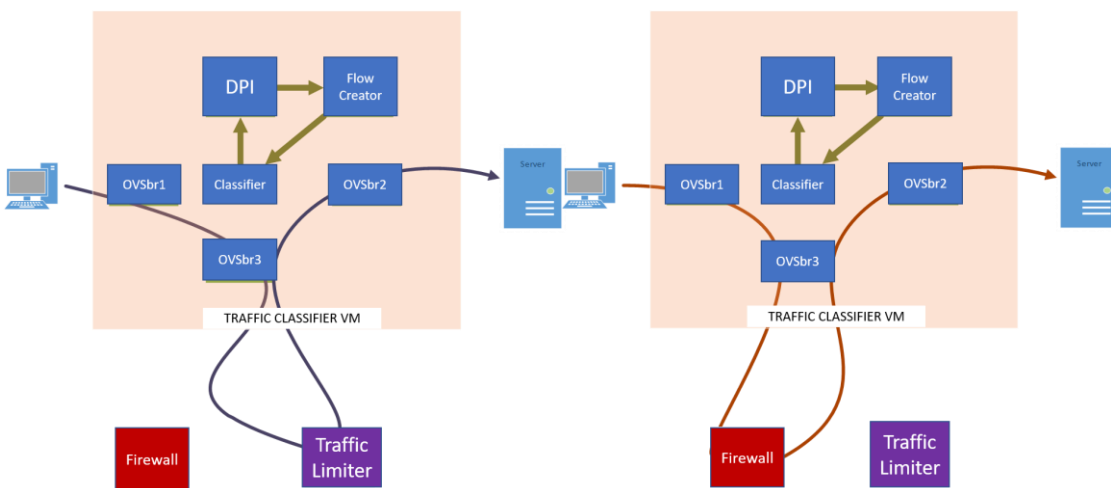 DPI
Flow
Creator
OVSbr1
Classifier
OVSbr2
Server
OVSbr3
TRAFFIC CLASSIFIER VM
Firewall
Traffic
Limiter
DPI
Flow
Creator
OVSbr1
Classifier
OVSbr2
Server
OVSbr3
TRAFFIC CLASSIFIER VM
Firewall
Traffic
Limiter